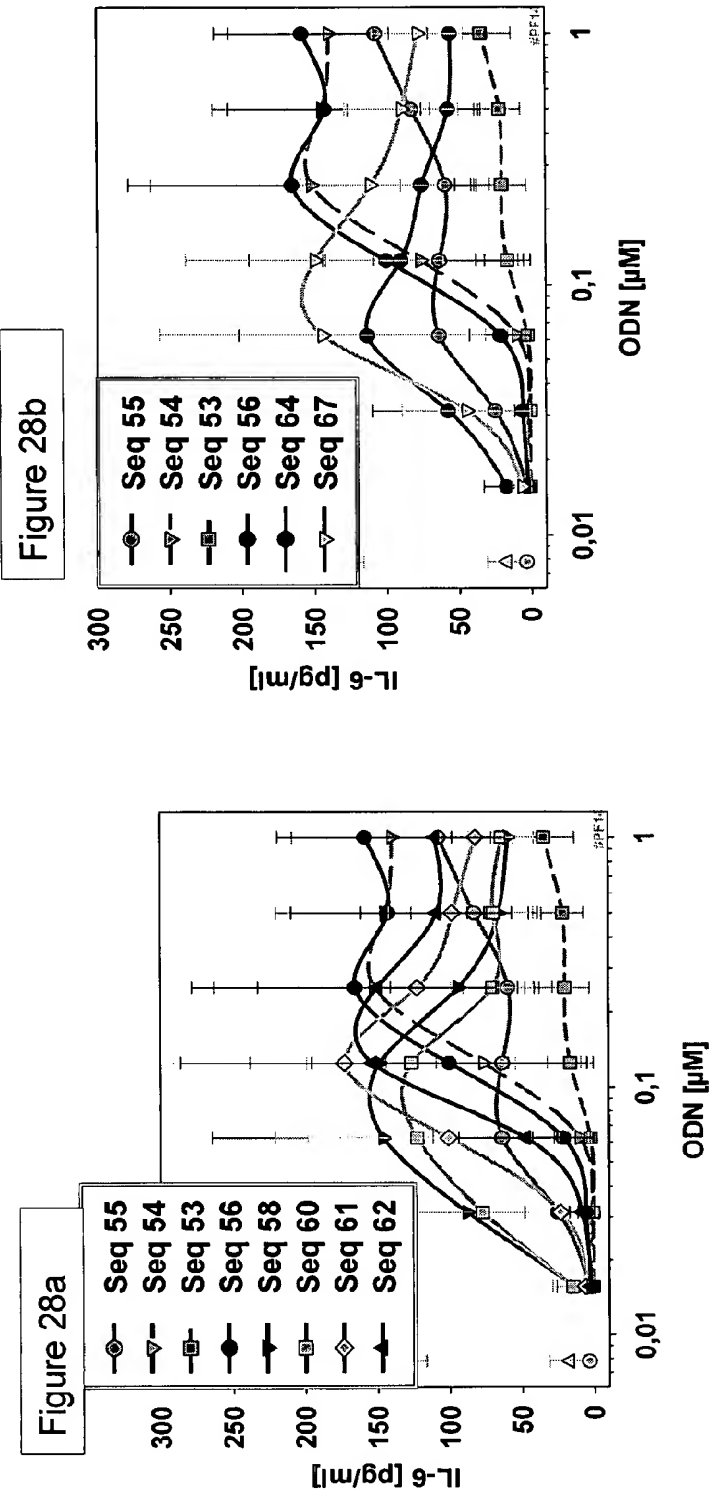 Figure 28a
Seq 55
Seq 54
Seq 53
Seq 56
Seq 58
Seq 60
Seq 61
Seq 62
IL-6 [pg/ml]
300
200
150
100
50
0
0,01
0,1
1
ODN [µM]
Figure 28b
Seq 55
Seq 54
Seq 53
Seq 56
Seq 64
Seq 67
IL-6 [pg/ml]
300
250
200
150
100
50
0
0,01
0,1
1
ODN [µM]